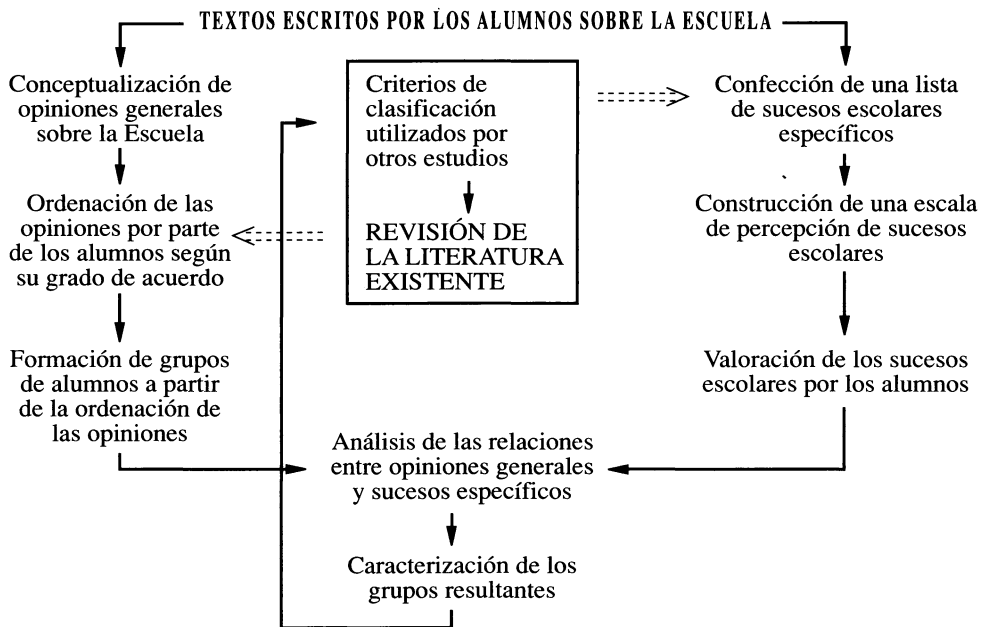 TEXTOS ESCRITOS POR LOS ALUMNOS SOBRE LA ESCUELA
Conceptualización de
opiniones generales
sobre la Escuela
Ordenación de las
opiniones por parte
de los alumnos según
su grado de acuerdo
Formación de grupos
de alumnos a partir
de la ordenación de
las opiniones
Criterios de
clasificación
utilizados por
otros estudios
REVISIÓN DE
LA LITERATURA
EXISTENTE
Confección de una lista
de sucesos escolares
específicos
Construcción de una escala
de percepción de sucesos
escolares
Valoración de los sucesos
escolares por los alumnos
Análisis de las relaciones
entre opiniones generales
y sucesos específicos
Caracterización de los
grupos resultantes